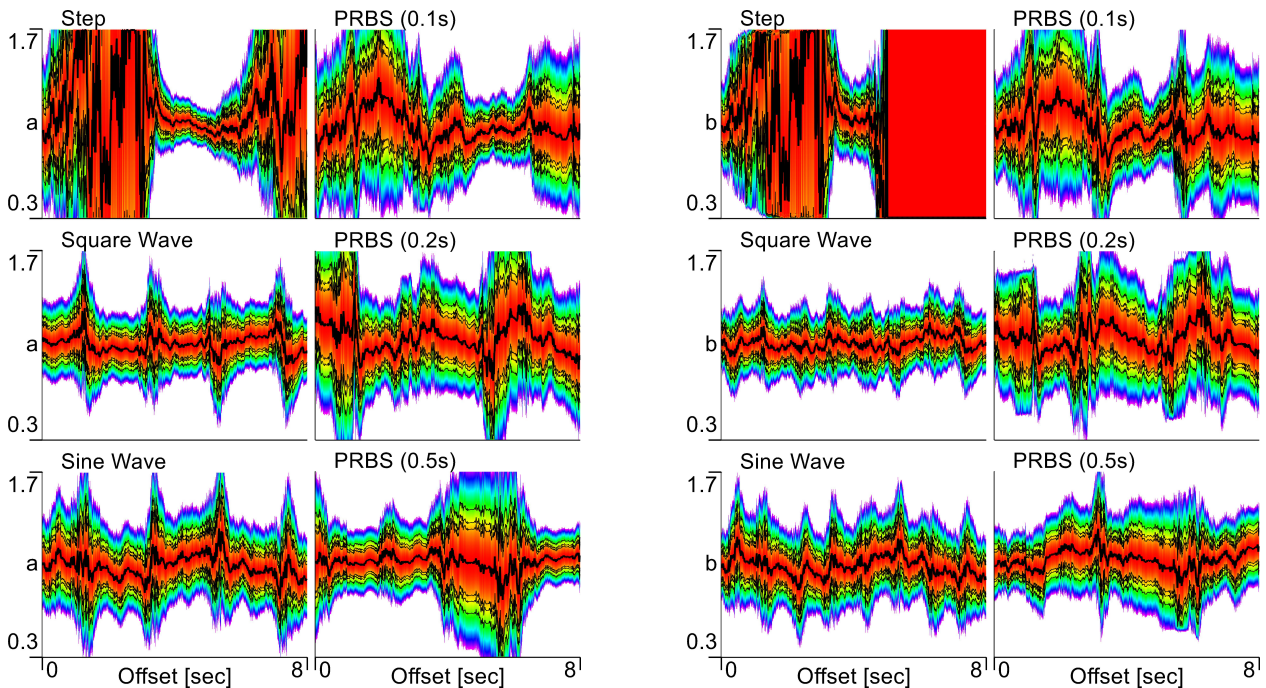 Step PRBS (0.1s) Step PRBS (0.1s)
1.7 1.7
a b
0.3 0.3
Square Wave PRBS (0.2s) Square Wave PRBS (0.2s)
1.7 1.7
a b
0.3 0.3
Sine Wave PRBS (0.5s) Sine Wave PRBS (0.5s)
1.7 1.7
a b
0.3 0.3
0 8 8 0 8 8
Offset [sec] Offset [sec] Offset [sec] Offset [sec]